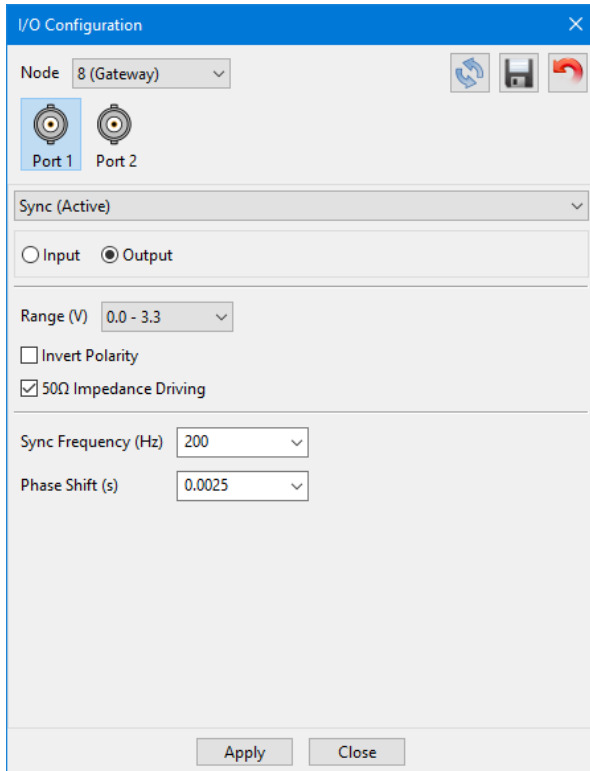 I/O Configuration
Node 8 (Gateway)
Port 1 Port 2
Sync (Active)
Input Output
Range (V) 0.0 - 3.3
Invert Polarity
50Ω Impedance Driving
Sync Frequency (Hz) 200
Phase Shift (s) 0.0025
Apply Close